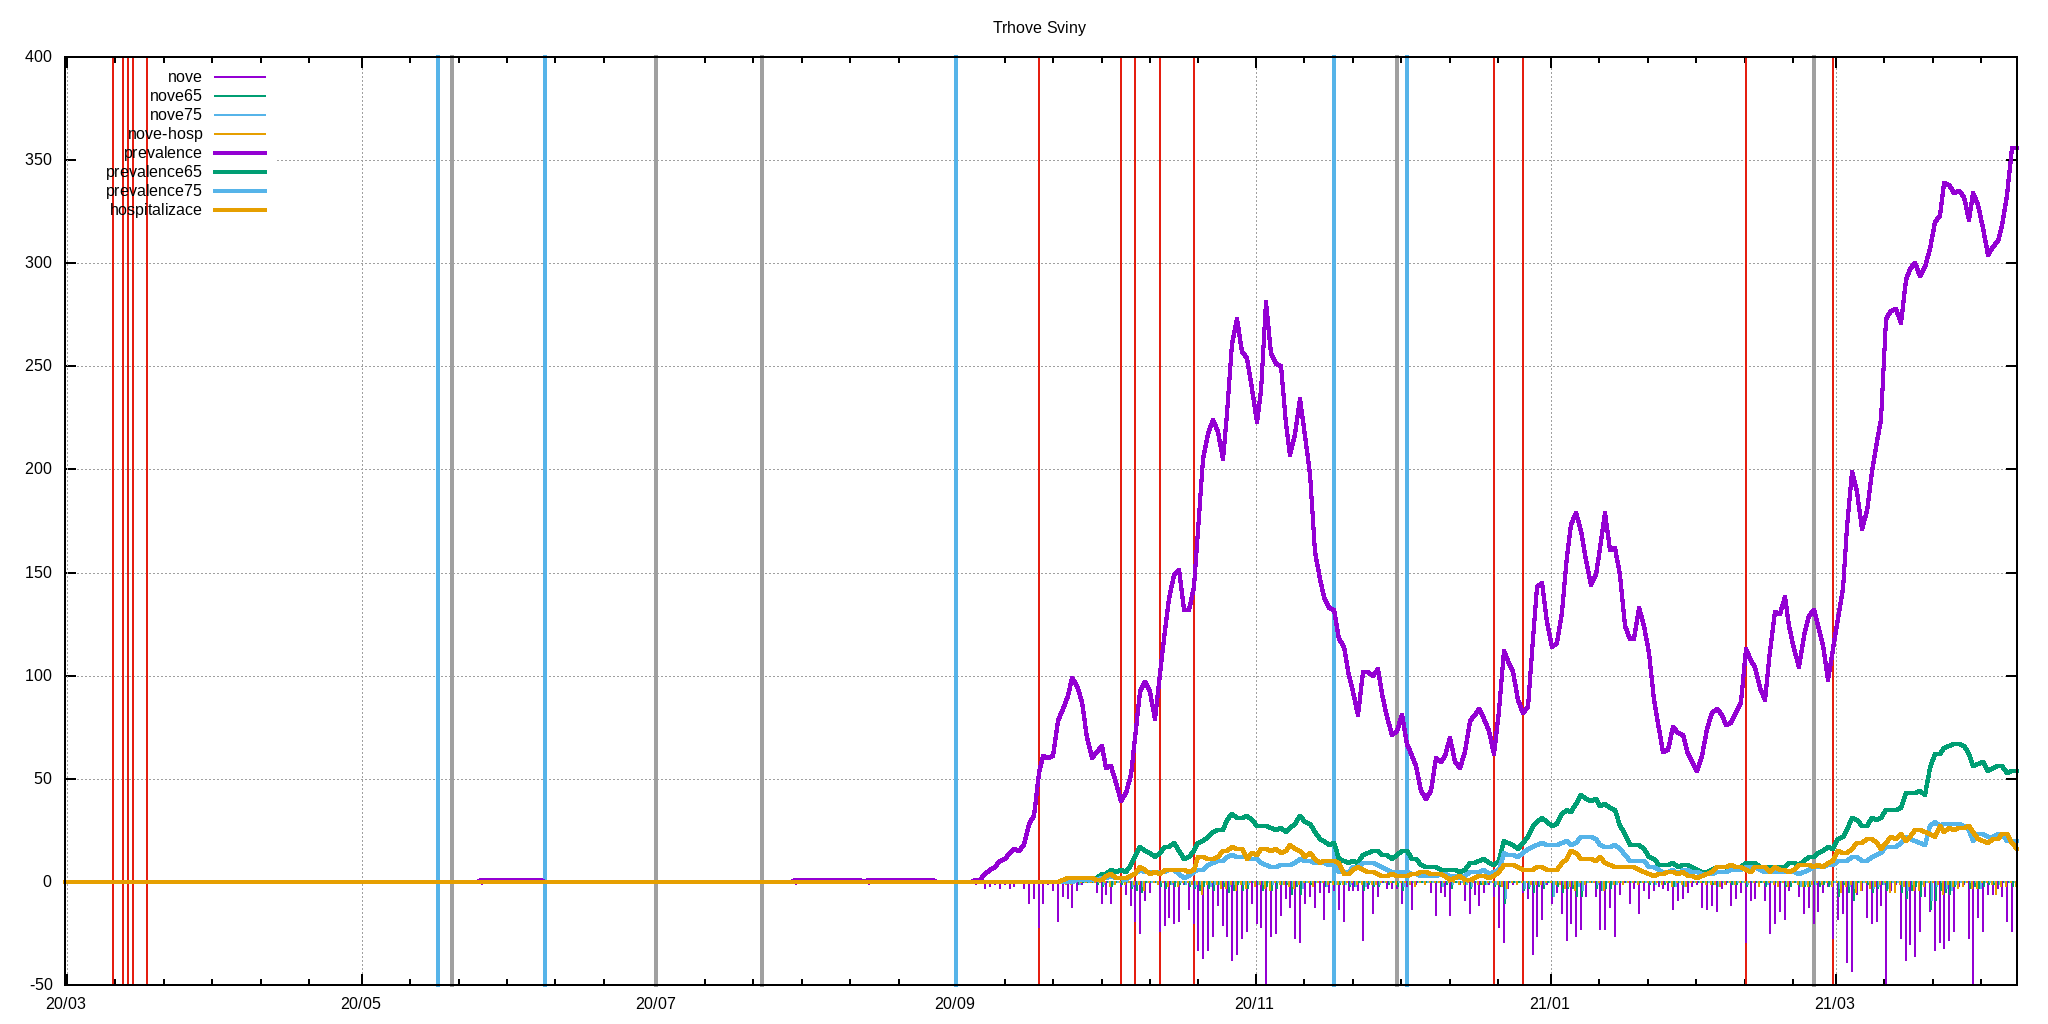 Trhove Sviny
400
350
300
250
200
150
100
50
0
-50
nove
nove65
nove75
nove-hosp
prevalence
prevalence65
prevalence75
hospitalizace
20/03 20/05 20/07 20/09 20/11 21/01 21/03